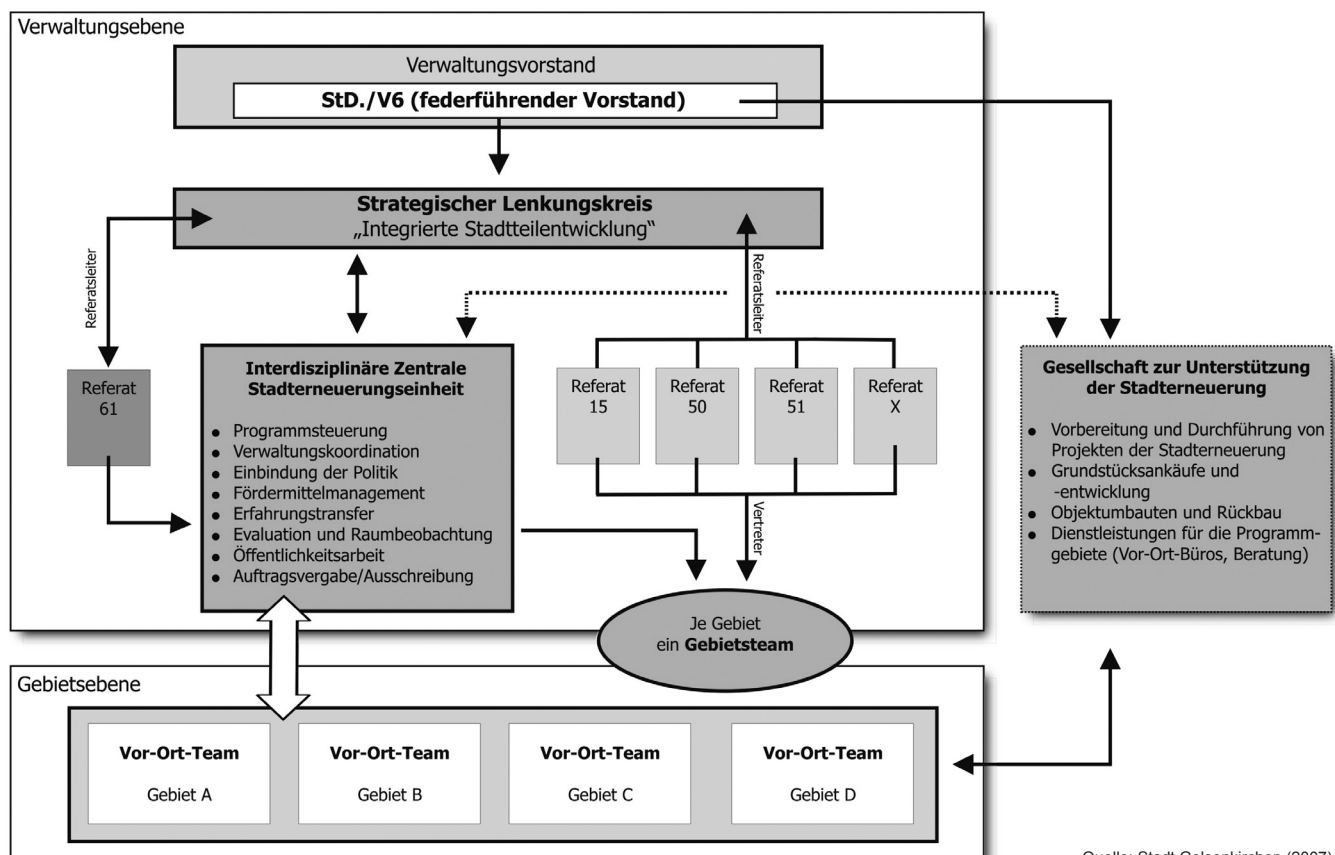 Verwaltungsebene
Verwaltungsvorstand
StD./V6 (federführender Vorstand)
Strategischer Lenkungskreis
„Integrierte Stadtteilentwicklung“
Referatsleiter
Referatsleiter
Referat
61
Interdisziplinäre Zentrale
Stadterneuerungseinheit
● Programmsteuerung
● Verwaltungskoordination
● Einbindung der Politik
● Fördermittelmanagement
● Erfahrungstransfer
● Evaluation und Raumbeobachtung
● Öffentlichkeitsarbeit
● Auftragsvergabe/Ausschreibung
Referat
15
Referat
50
Referat
51
Referat
X
Vertreter
Gesellschaft zur Unterstützung
der Stadterneuerung
● Vorbereitung und Durchführung von
Projekten der Stadterneuerung
● Grundstücksankäufe und
-entwicklung
● Objektumbauten und Rückbau
● Dienstleistungen für die Programm-
gebiete (Vor-Ort-Büros, Beratung)
Je Gebiet
ein Gebietsteam
Gebietsebene
Vor-Ort-Team
Gebiet A
Vor-Ort-Team
Gebiet B
Vor-Ort-Team
Gebiet C
Vor-Ort-Team
Gebiet D
Quelle: Stadt Gelsenkirchen (2007)